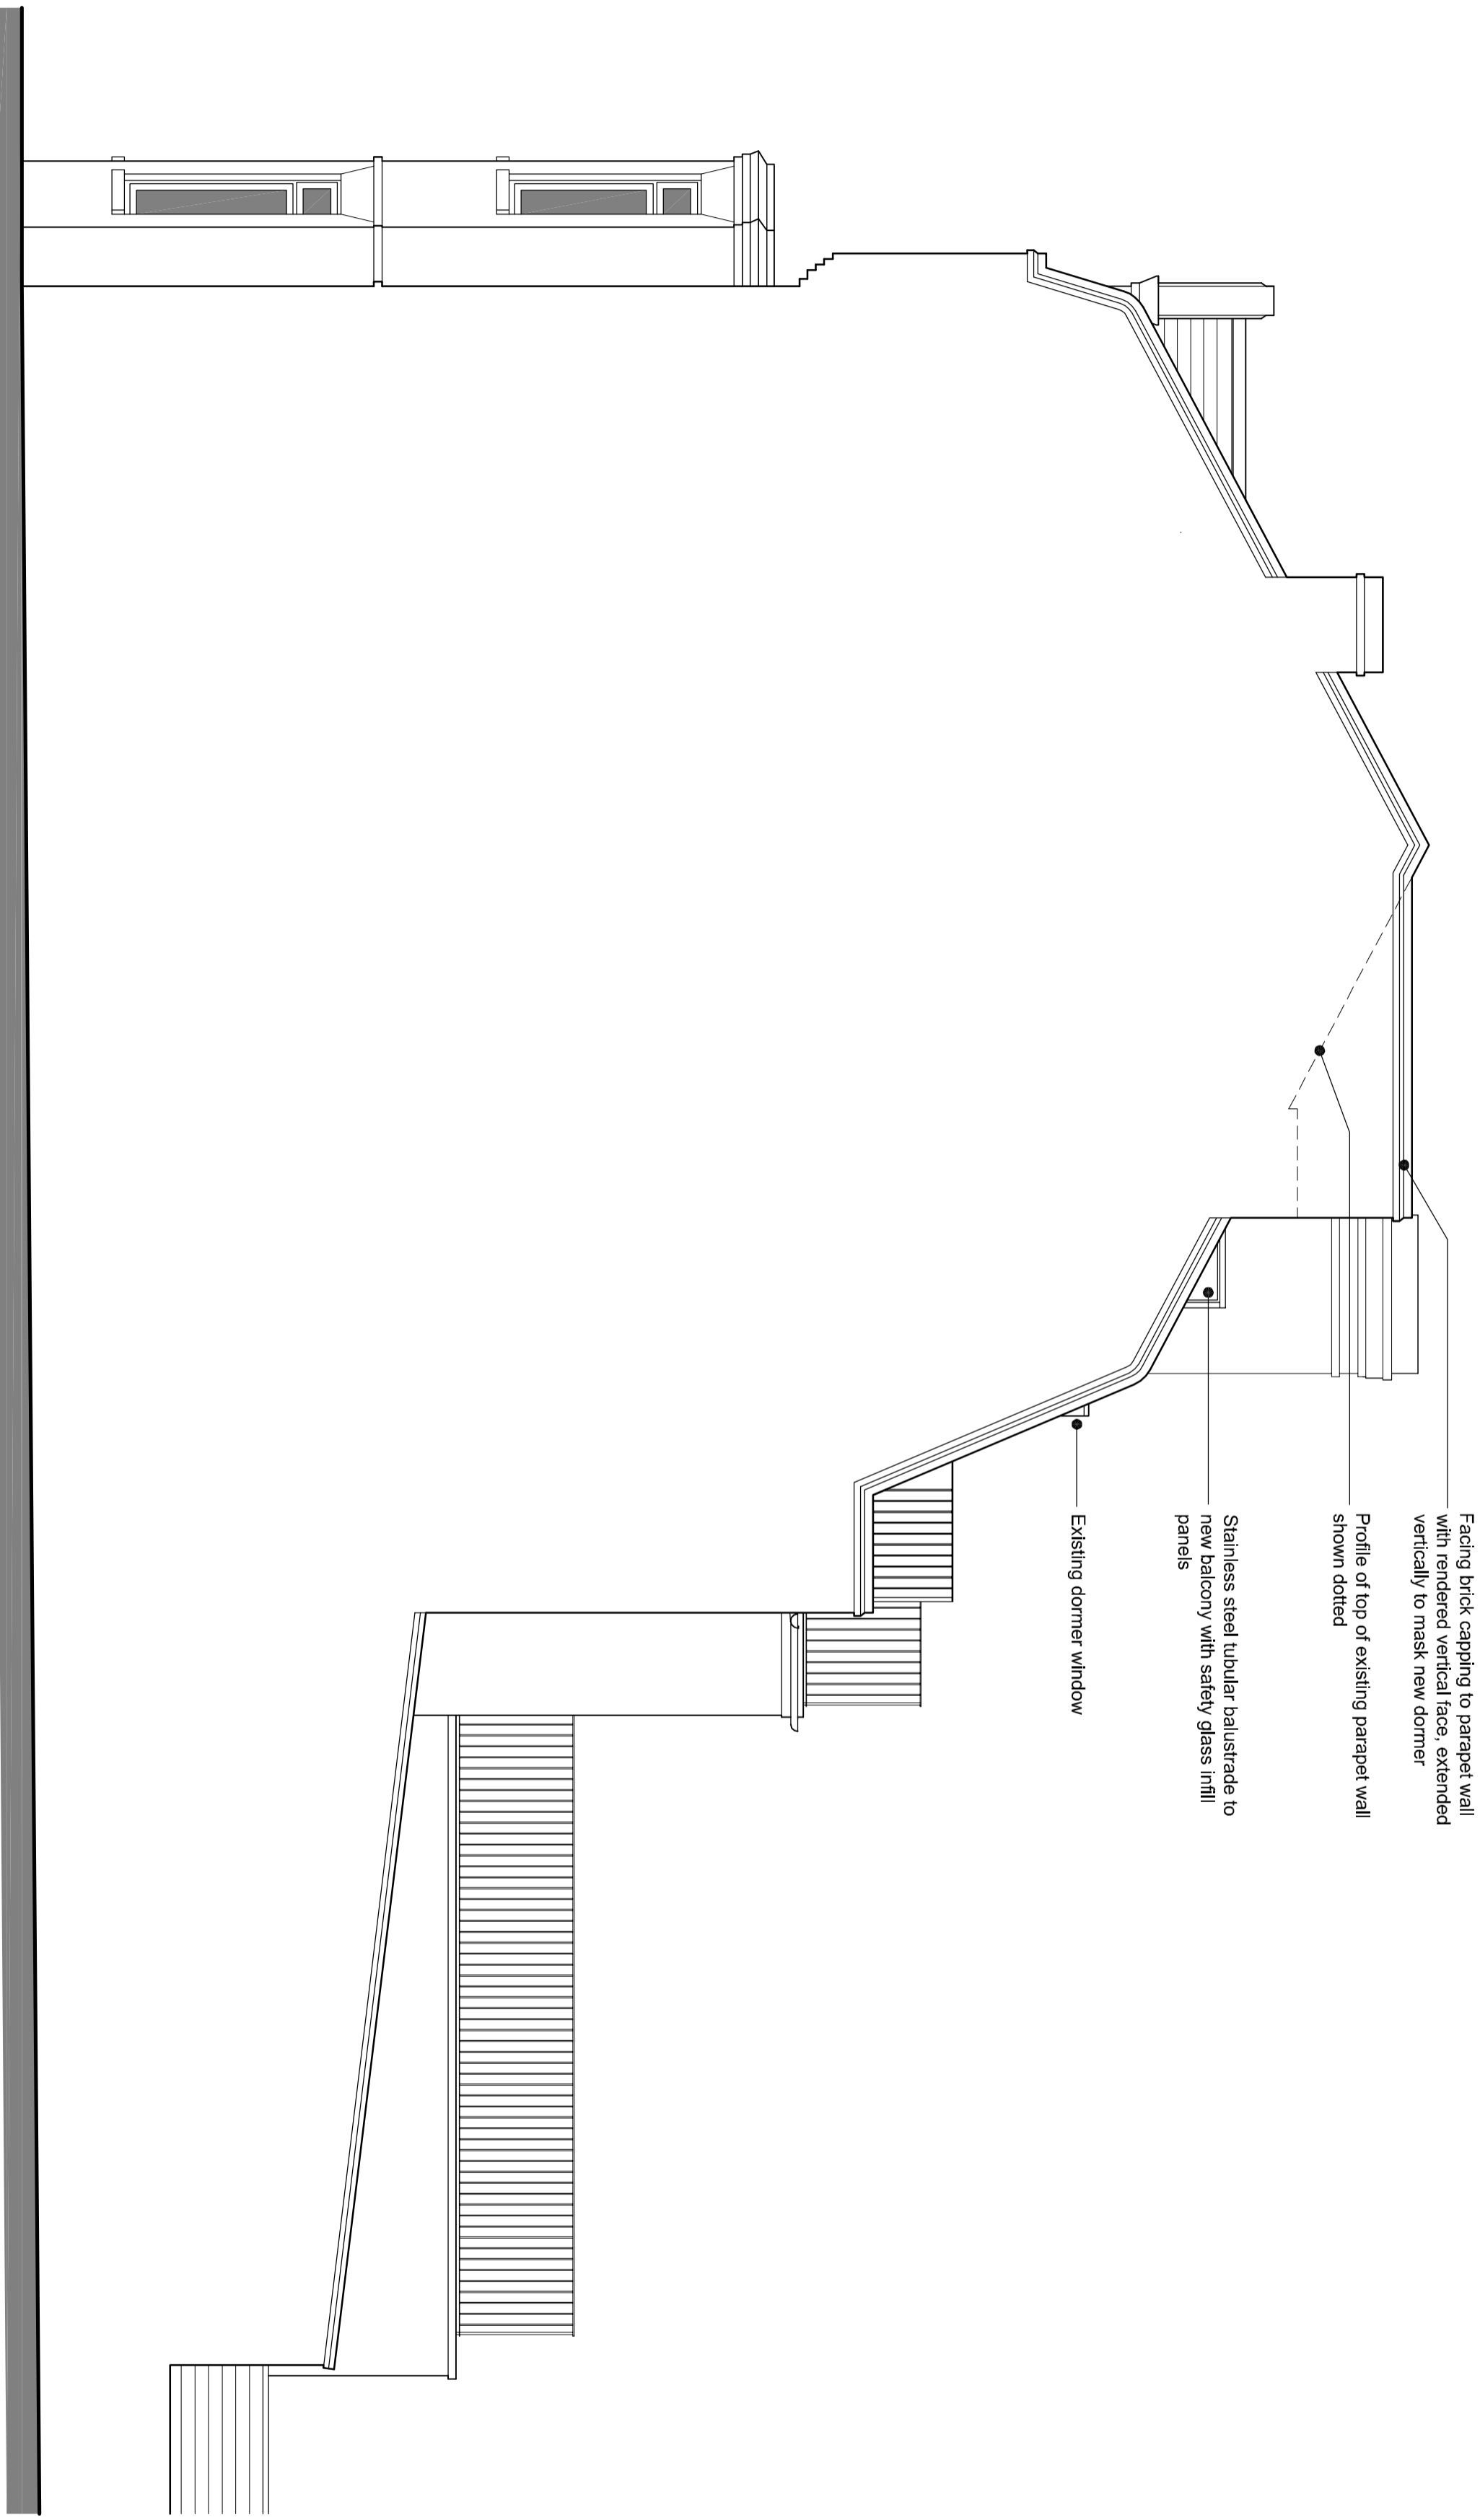 Facing brick capping to parapet wall
with rendered vertical face, extended
vertically to mask new dormer
Profile of top of existing parapet wall
shown dotted
Stainless steel tubular balustrade to
new balcony with safety glass infill
panels
Existing dormer window